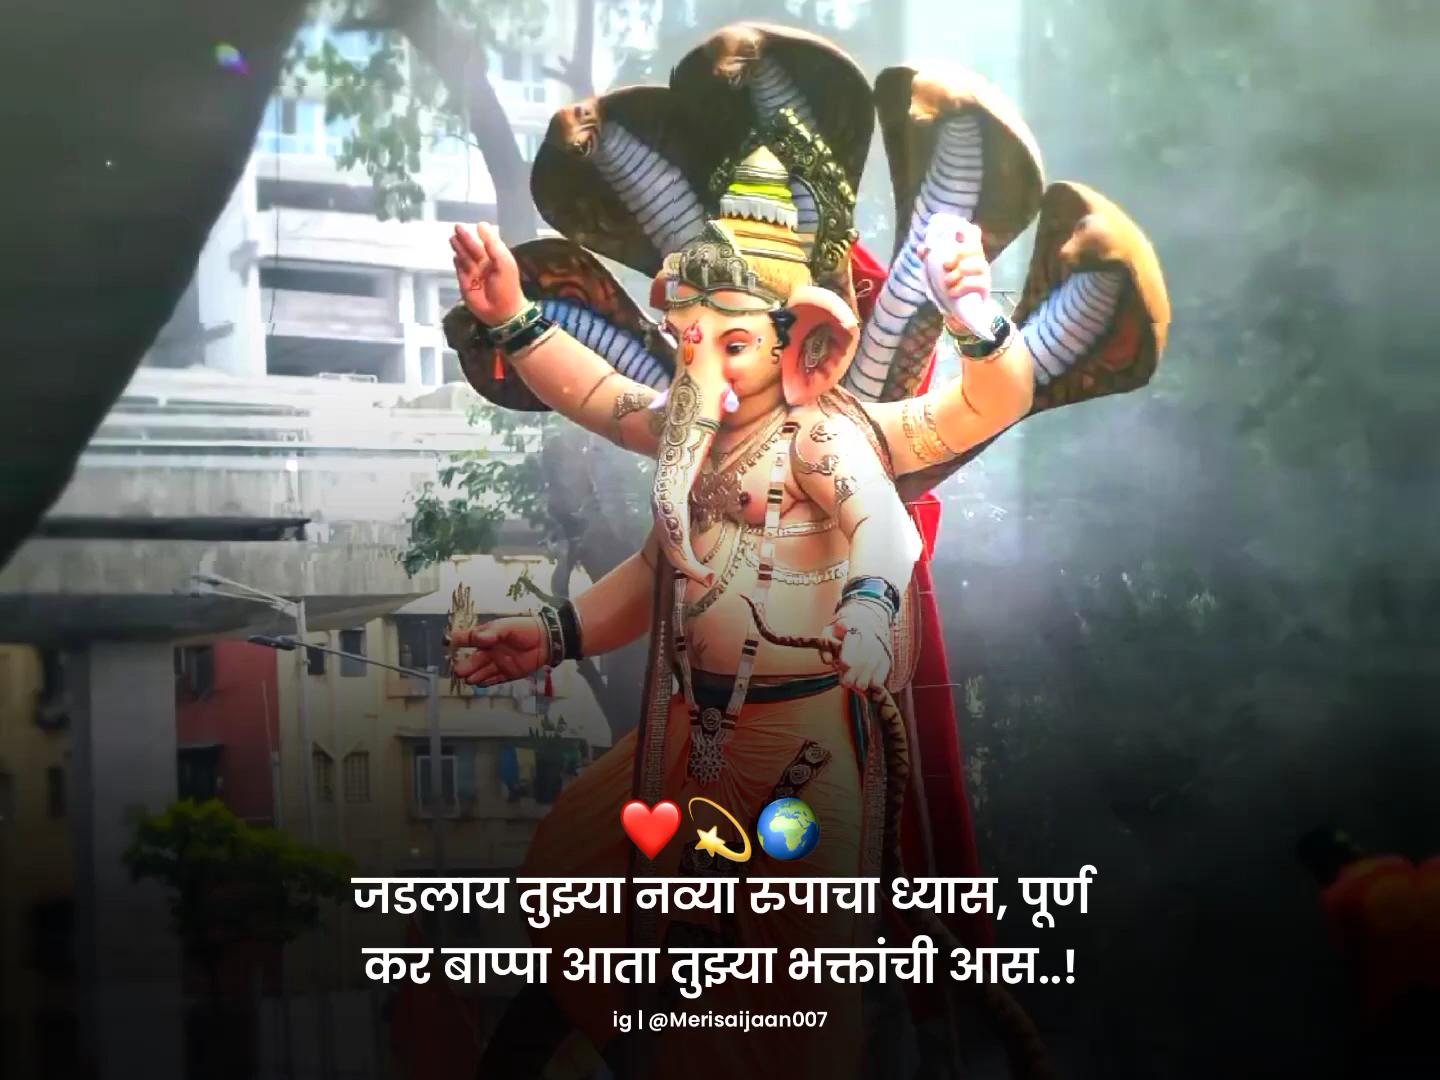 ❤️💫🌍
जडलाय तुझ्या नव्या रुपाचा ध्यास, पूर्ण
कर बाप्पा आता तुझ्या भक्तांची आस..!
ig | @Merisaijaan007